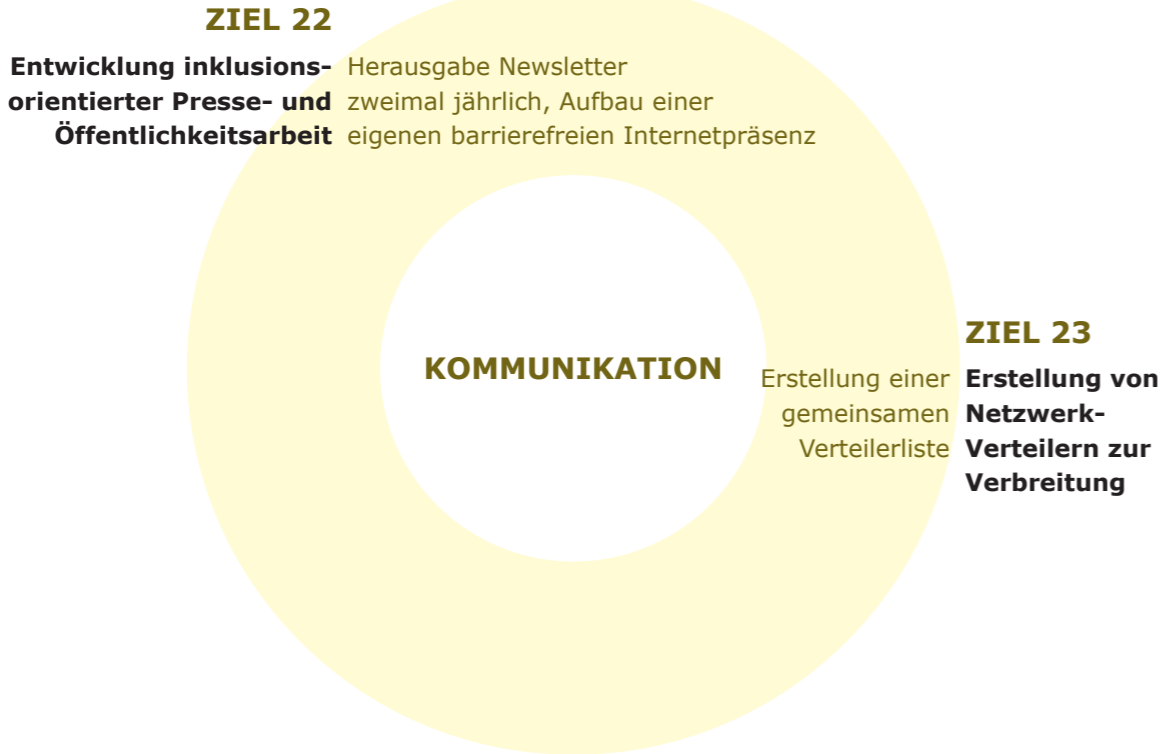 ZIEL 22
Entwicklung inklusions-
orientierter Presse- und
Öffentlichkeitsarbeit
Herausgabe Newsletter
zweimal jährlich, Aufbau einer
eigenen barrierefreien Internetpräsenz
KOMMUNIKATION
ZIEL 23
Erstellung einer
gemeinsamen
Verteilerliste
Erstellung von
Netzwerk-
Verteilern zur
Verbreitung